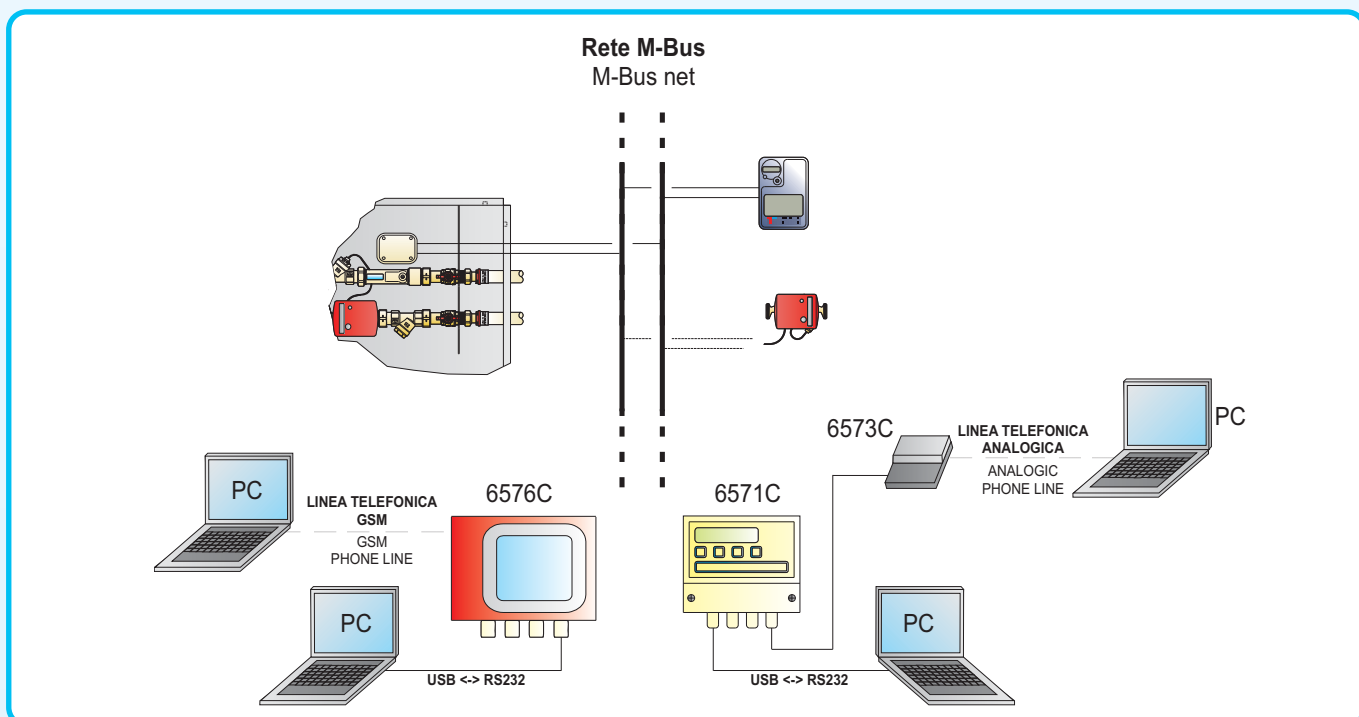 Rete M-Bus
M-Bus net
6573C
LINEA TELEFONICA
ANALOGICA
ANALOGIC
PHONE LINE
PC
PC
LINEA TELEFONICA
GSM
GSM
PHONE LINE
6576C
6571C
PC
USB <-> RS232
USB <-> RS232
PC